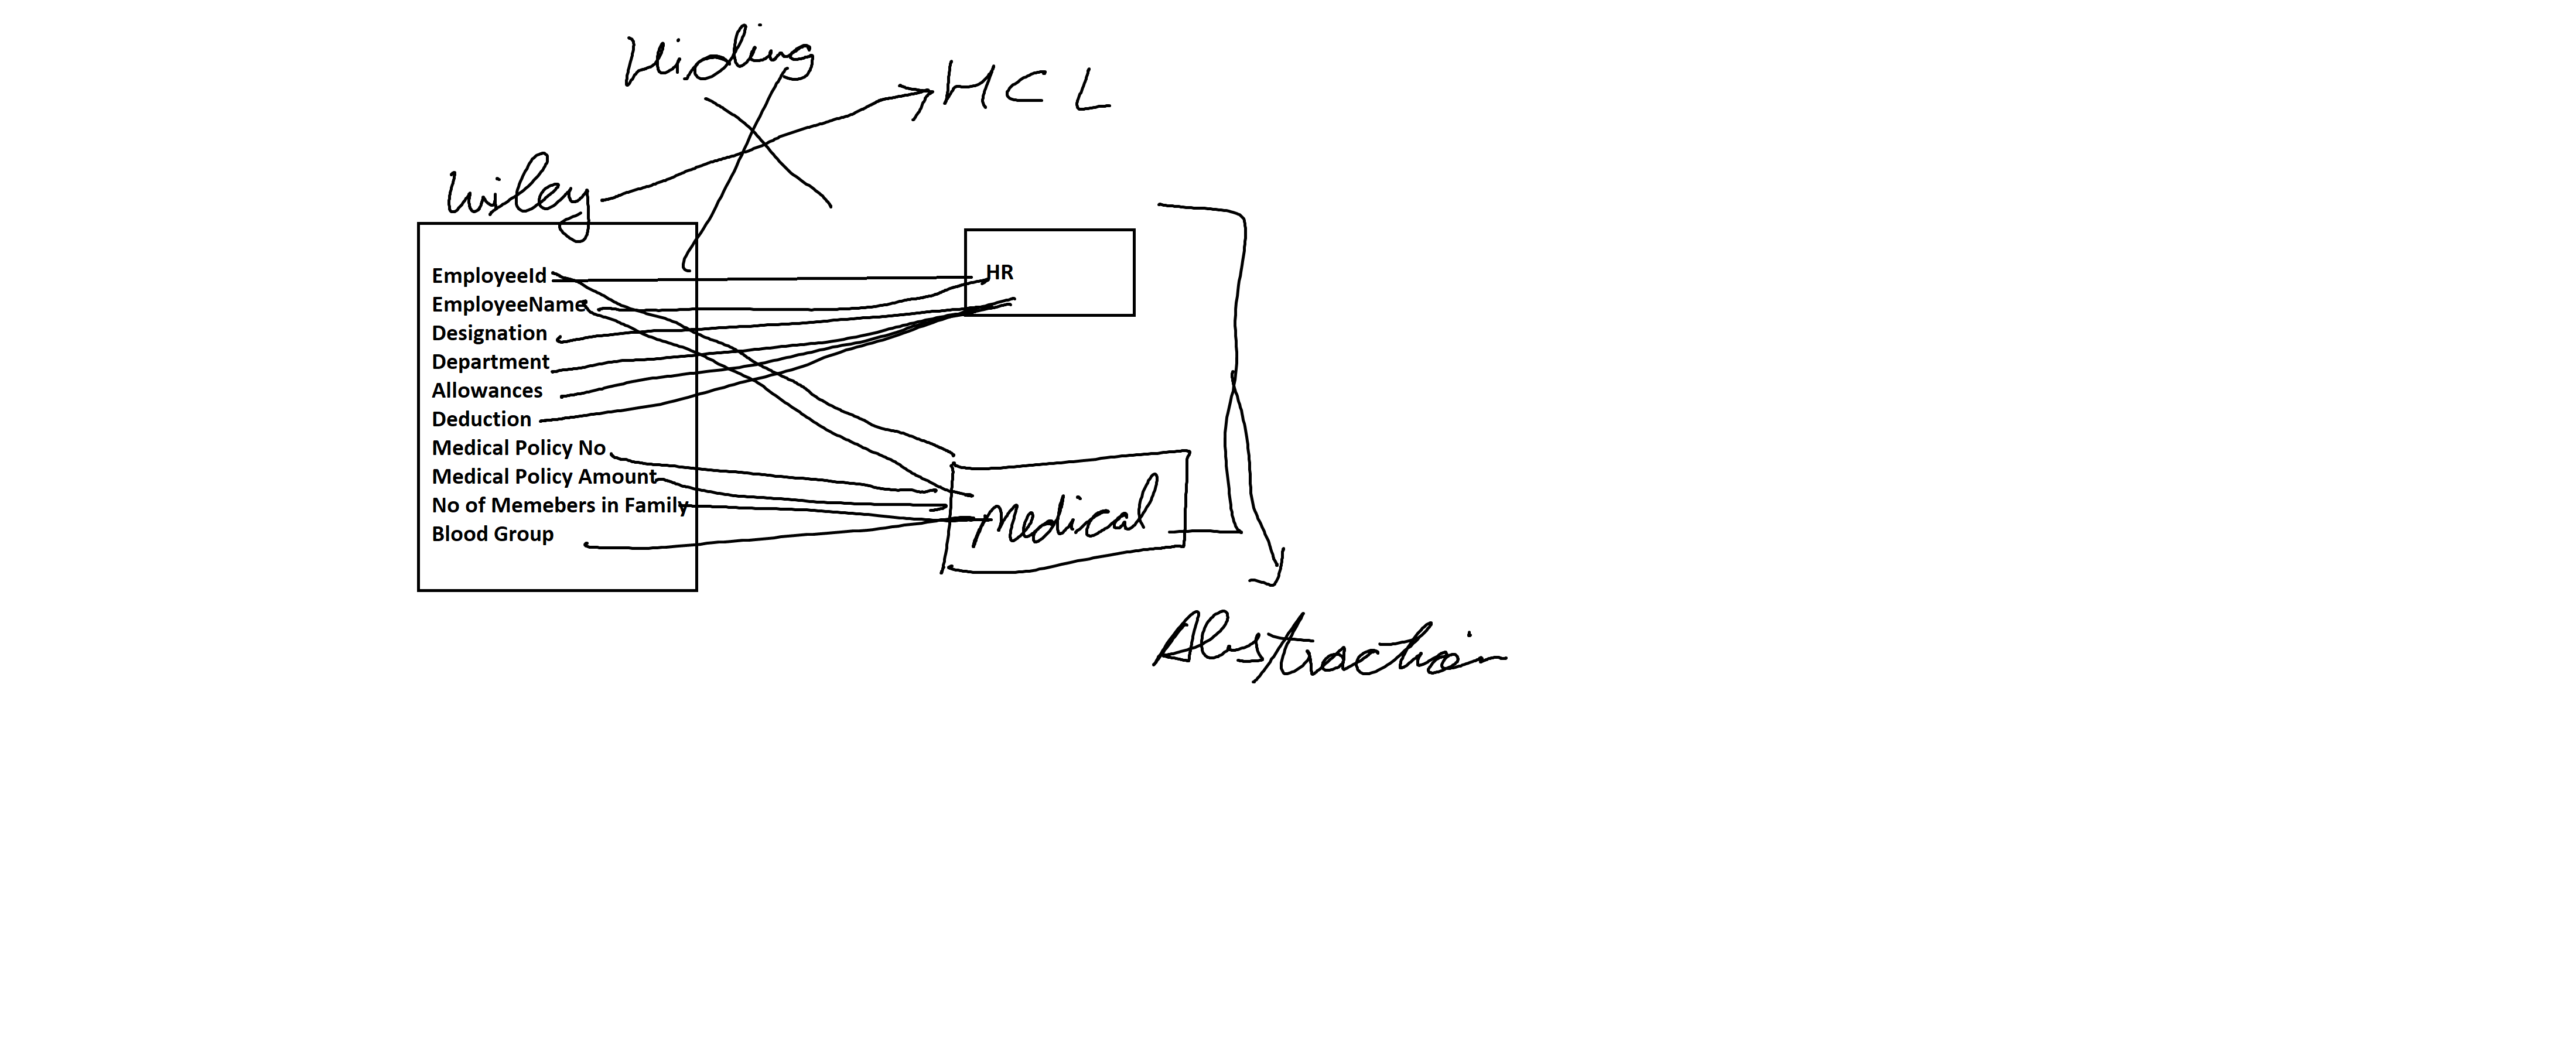 Hiding
HCL
Wiley
EmployeeId
EmployeeName
Designation
Department
Allowances
Deduction
Medical Policy No
Medical Policy Amount
No of Memebers in Family
Blood Group
HR
Medical
Abstraction